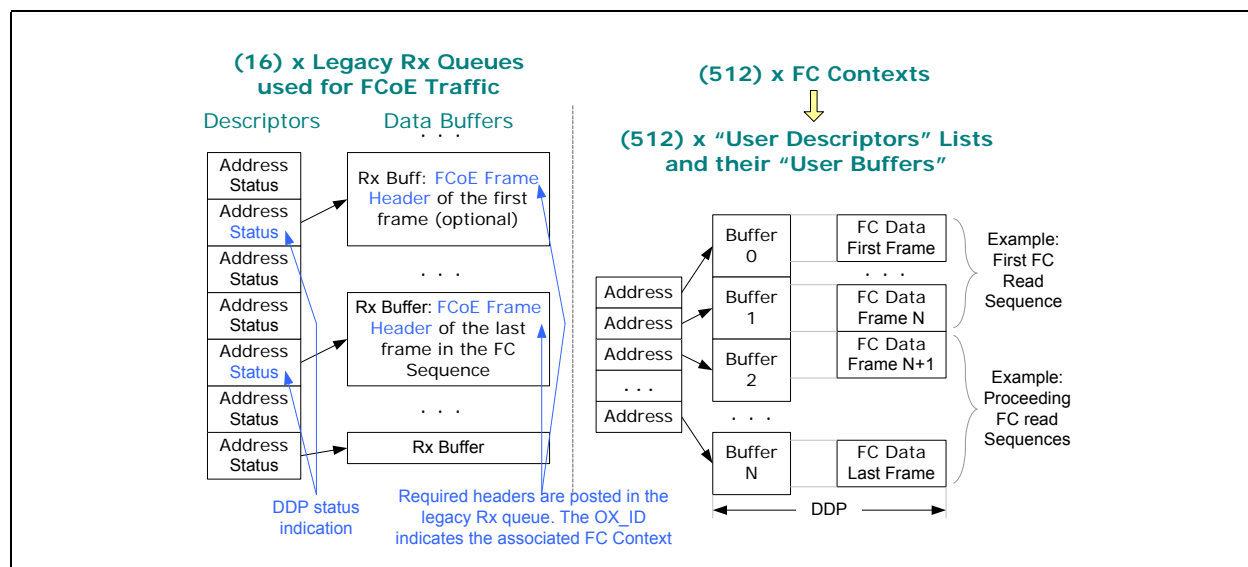 (16) x Legacy Rx Queues
used for FCoE Traffic
Descriptors
Data Buffers
. . .
Address
Status
Address
Status
Address
Status
Address
Status
Address
Status
Address
Status
Address
Status
Rx Buff: FCoE Frame
Header of the first
frame (optional)
. . .
Rx Buffer: FCoE Frame
Header of the last
frame in the FC
Sequence
. . .
Rx Buffer
DDP status
indication
Required headers are posted in the
legacy Rx queue. The OX_ID
indicates the associated FC Context
(512) x FC Contexts
(512) x “User Descriptors” Lists
and their “User Buffers”
Address
Address
Address
. . .
Address
Buffer
0
Buffer
1
Buffer
2
. . .
Buffer
N
FC Data
First Frame
. . .
FC Data
Frame N
FC Data
Frame N+1
FC Data
Last Frame
Example:
First FC
Read
Sequence
Example:
Proceeding
FC read
Sequences
DDP